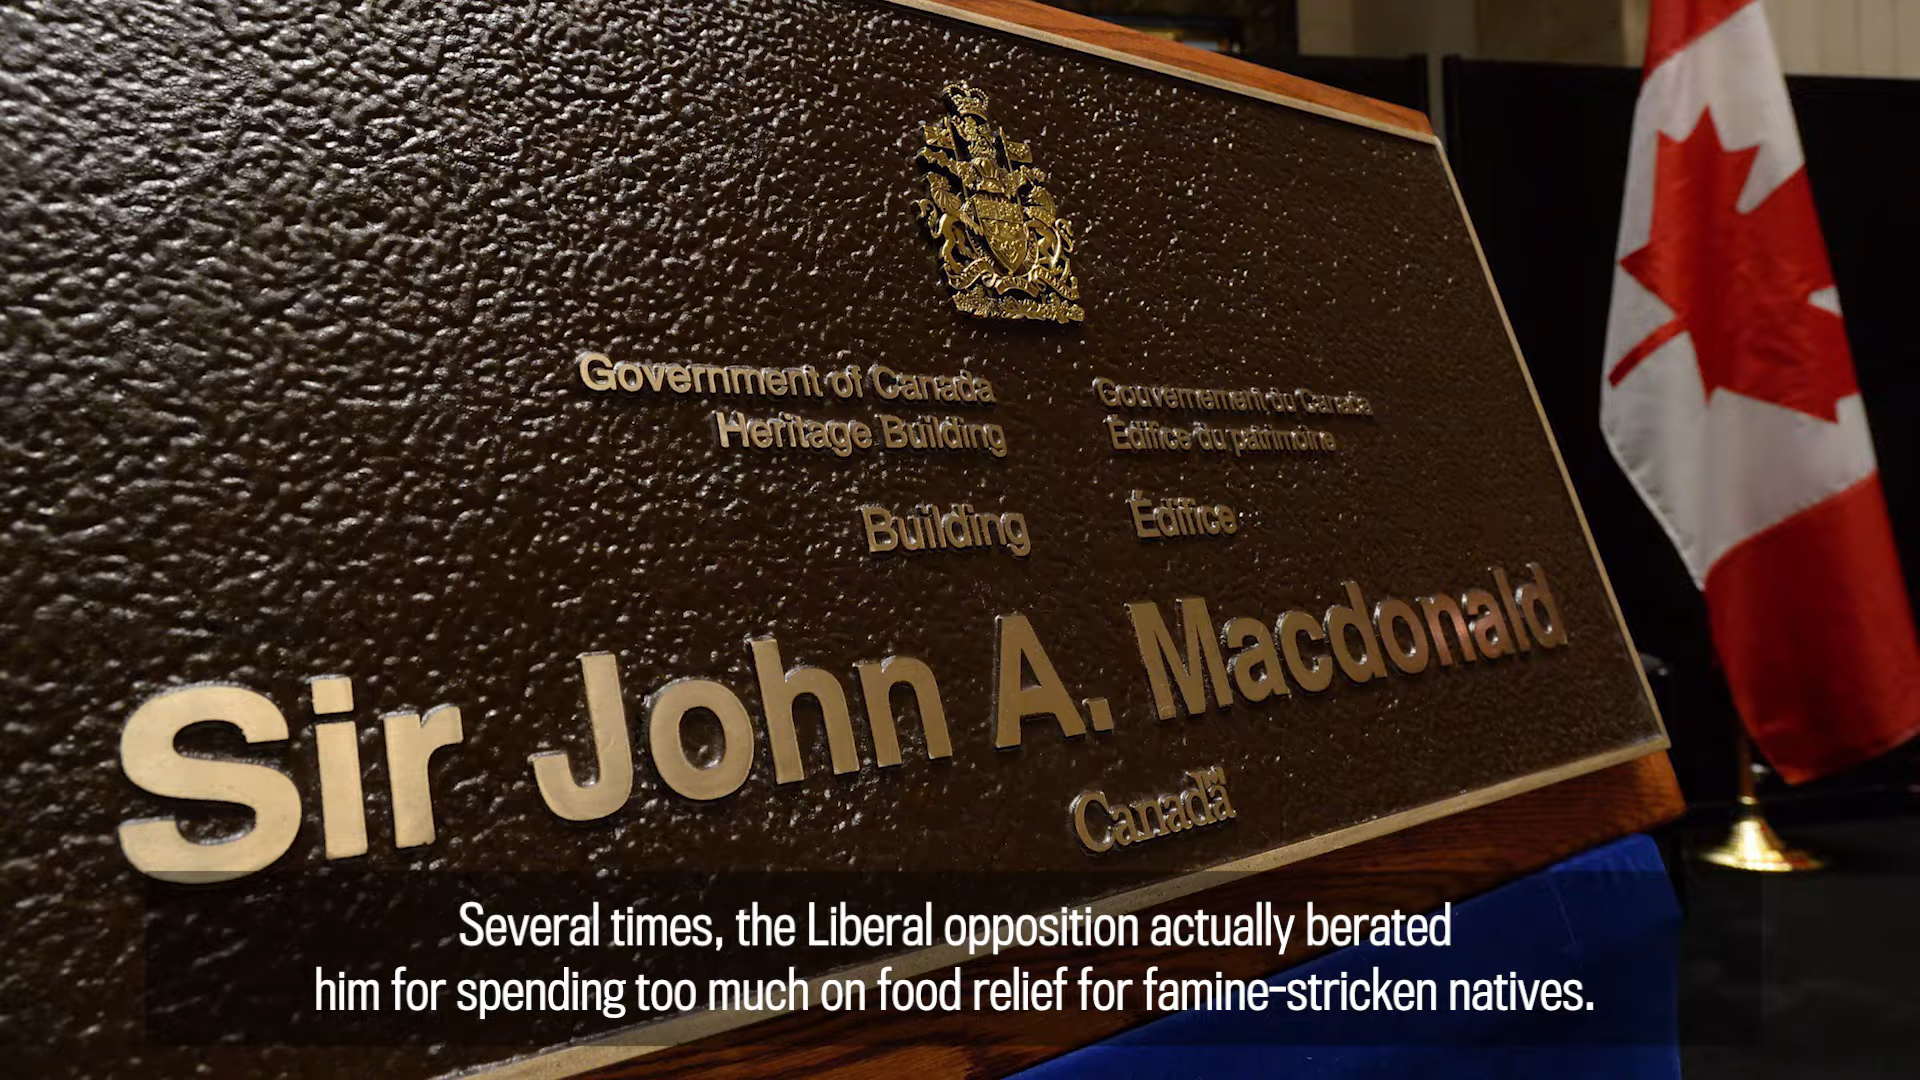 Government of Canada
Heritage Building
Gouvernement du Canada
Édifice du patrimoine
Building
Édifice
Sir John A. Macdonald
Canada
TM
Several times, the Liberal opposition actually berated
him for spending too much on food relief for famine-stricken natives.